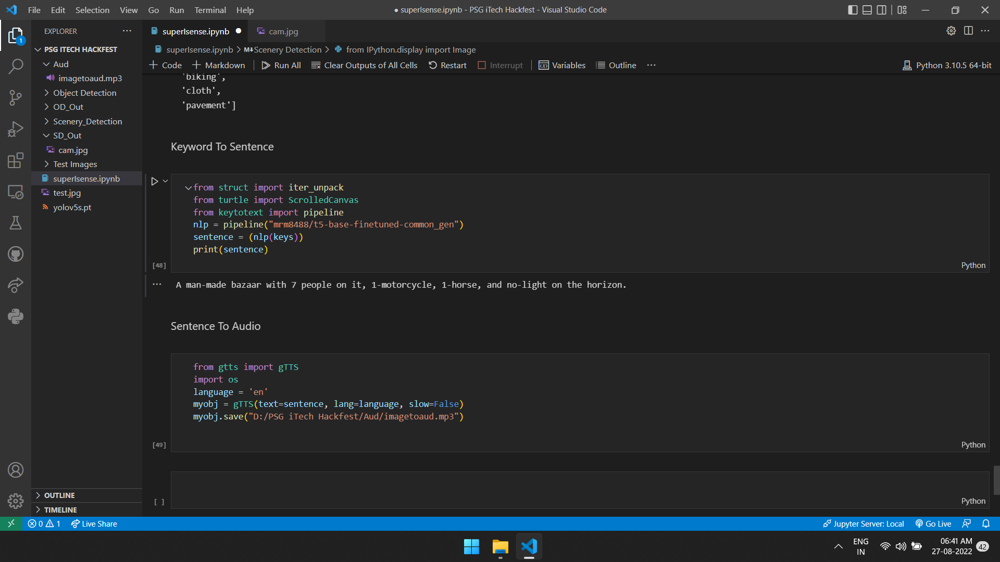 File Edit Selection View Go Run Terminal Help
● superIsense.ipynb - PSG iTech Hackfest - Visual Studio Code
EXPLORER
superIsense.ipynb
cam.jpg
PSG ITECH HACKFEST
superIsense.ipynb > M↓Scenery Detection > from IPython.display import Image
Aud
+ Code + Markdown Run All Clear Outputs of All Cells Restart Interrupt Variables Outline ... Python 3.10.5 64-bit
imagetoaud.mp3
Object Detection
OD_Out
Scenery_Detection
SD_Out
cam.jpg
Test Images
superIsense.ipynb
test.jpg
yolov5s.pt
OUTLINE
TIMELINE
'biking',
'cloth',
'pavement']
Keyword To Sentence
from struct import iter_unpack
from turtle import ScrolledCanvas
from keytotext import pipeline
nlp = pipeline("mrm8488/t5-base-finetuned-common_gen")
sentence = (nlp(keys))
print(sentence)
[48]
Python
... A man-made bazaar with 7 people on it, 1-motorcycle, 1-horse, and no-light on the horizon.
Sentence To Audio
from gtts import gTTS
import os
language = 'en'
myobj = gTTS(text=sentence, lang=language, slow=False)
myobj.save("D:/PSG iTech Hackfest/Aud/imagetoaud.mp3")
[49]
Python
[ ]
Python
0 1 Live Share
Jupyter Server: Local Go Live
ENG
IN
06:41 AM
27-08-2022
42
1